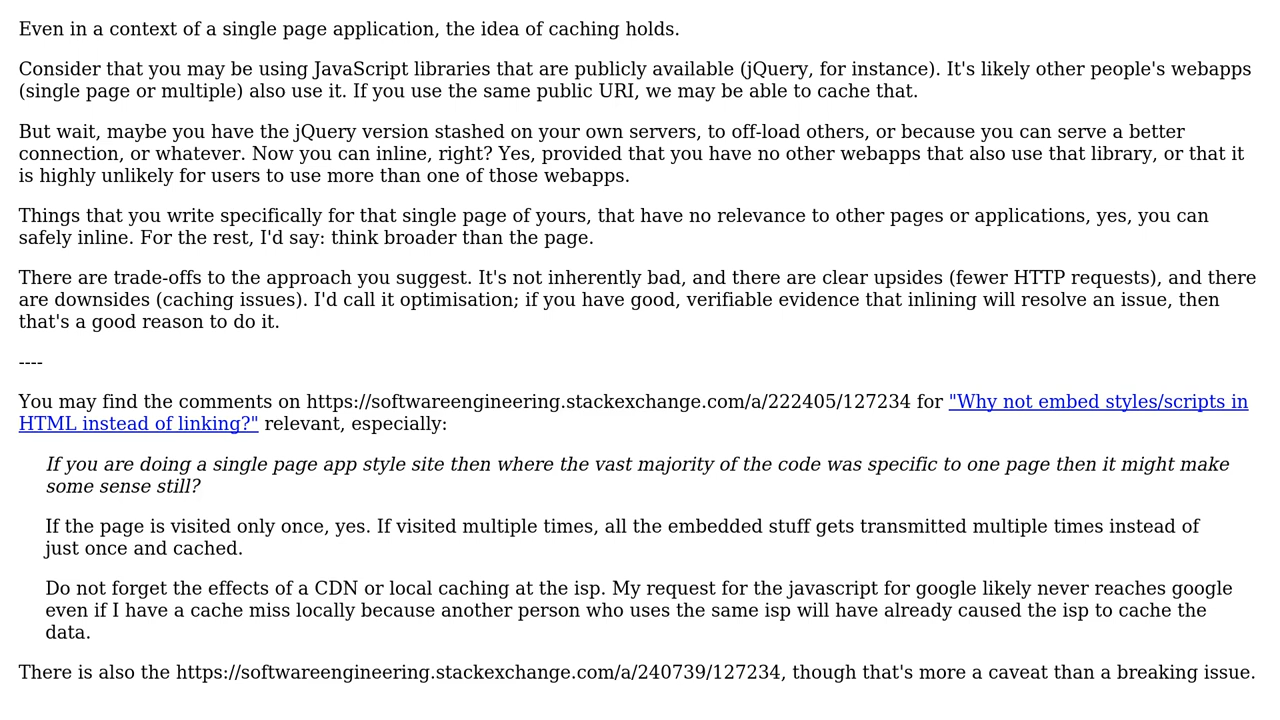 Even in a context of a single page application, the idea of caching holds.
Consider that you may be using JavaScript libraries that are publicly available (jQuery, for instance). It's likely other people's webapps
(single page or multiple) also use it. If you use the same public URI, we may be able to cache that.
But wait, maybe you have the jQuery version stashed on your own servers, to off-load others, or because you can serve a better
connection, or whatever. Now you can inline, right? Yes, provided that you have no other webapps that also use that library, or that it
is highly unlikely for users to use more than one of those webapps.
Things that you write specifically for that single page of yours, that have no relevance to other pages or applications, yes, you can
safely inline. For the rest, I'd say: think broader than the page.
There are trade-offs to the approach you suggest. It's not inherently bad, and there are clear upsides (fewer HTTP requests), and there
are downsides (caching issues). I'd call it optimisation; if you have good, verifiable evidence that inlining will resolve an issue, then
that's a good reason to do it.
----
You may find the comments on https://softwareengineering.stackexchange.com/a/222405/127234 for "Why not embed styles/scripts in
HTML instead of linking?" relevant, especially:
If you are doing a single page app style site then where the vast majority of the code was specific to one page then it might make
some sense still?
If the page is visited only once, yes. If visited multiple times, all the embedded stuff gets transmitted multiple times instead of
just once and cached.
Do not forget the effects of a CDN or local caching at the isp. My request for the javascript for google likely never reaches google
even if I have a cache miss locally because another person who uses the same isp will have already caused the isp to cache the
data.
There is also the https://softwareengineering.stackexchange.com/a/240739/127234, though that's more a caveat than a breaking issue.